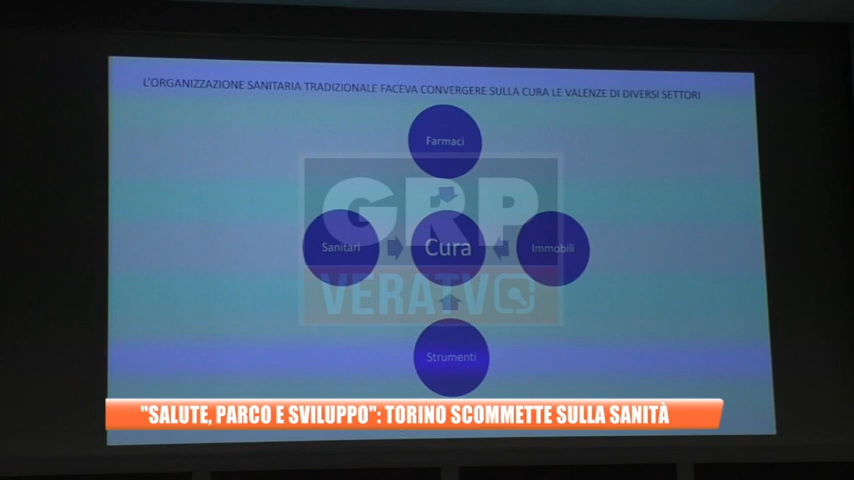 L'ORGANIZZAZIONE SANITARIA TRADIZIONALE FACEVA CONVERGERE SULLA CURA LE VALENZE DI DIVERSI SETTORI
Farmaci
GRP
Sanitari
Cura
Immobili
VERATV
Strumenti
"SALUTE, PARCO E SVILUPPO": TORINO SCOMMETTE SULLA SANITÀ